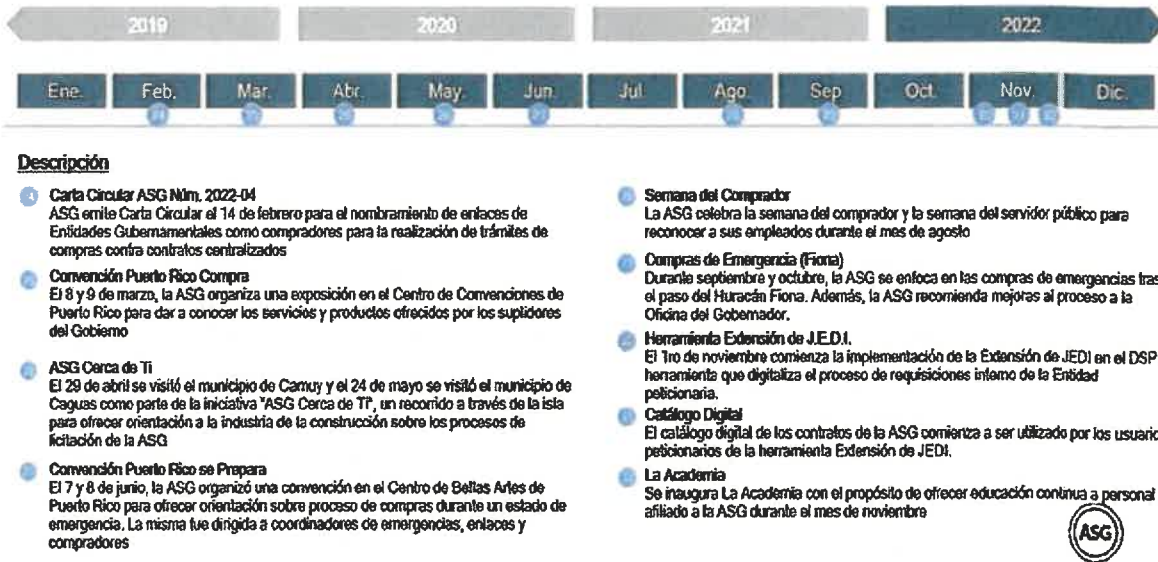 2019
2020
2021
2022
Ene.
Feb.
Mar.
Abr.
May.
Jun
Jul
Ago
Sep
Oct.
Nov.
Dic.
Descripción
Carta Circular ASG Núm. 2022-04
ASG emite Carta Circular el 14 de febrero para el nombramiento de enlaces de
Entidades Gubernamentales como compradores para la realización de trámites de
compras contra contratos centralizados
Convención Puerto Rico Compra
El 8 y 9 de marzo, la ASG organiza una exposición en el Centro de Convenciones de
Puerto Rico para dar a conocer los servicios y productos ofrecidos por los suplidores
del Gobierno
ASG Cerca de Ti
El 29 de abril se visitó el municipio de Camuy y el 24 de mayo se visitó el municipio de
Caguas como parte de la iniciativa "ASG Cerca de Ti", un recorrido a través de la isla
para ofrecer orientación a la industria de la construcción sobre los procesos de
licitación de la ASG
Convención Puerto Rico se Prepara
El 7 y 8 de junio, la ASG organizó una convención en el Centro de Bellas Artes de
Puerto Rico para ofrecer orientación sobre proceso de compras durante un estado de
emergencia. La misma fue dirigida a coordinadores de emergencias, enlaces y
compradores
Semana del Comprador
La ASG celebra la semana del comprador y la semana del servidor público para
reconocer a sus empleados durante el mes de agosto
Compras de Emergencia (Fiona)
Durante septiembre y octubre, la ASG se enfoca en las compras de emergencias tras
el paso del Huracán Fiona. Además, la ASG recomienda mejoras al proceso a la
Oficina del Gobernador.
Herramienta Extensión de J.E.D.I.
El 1ro de noviembre comienza la implementación de la Extensión de JEDI en el DSP
herramienta que digitaliza el proceso de requisiciones interno de la Entidad
peticionaria.
Catálogo Digital
El catálogo digital de los contratos de la ASG comienza a ser utilizado por los usuario
peticionarios de la herramienta Extensión de JEDI.
La Academia
Se inaugura La Academia con el propósito de ofrecer educación continua a personal
afiliado a la ASG durante el mes de noviembre
ASG